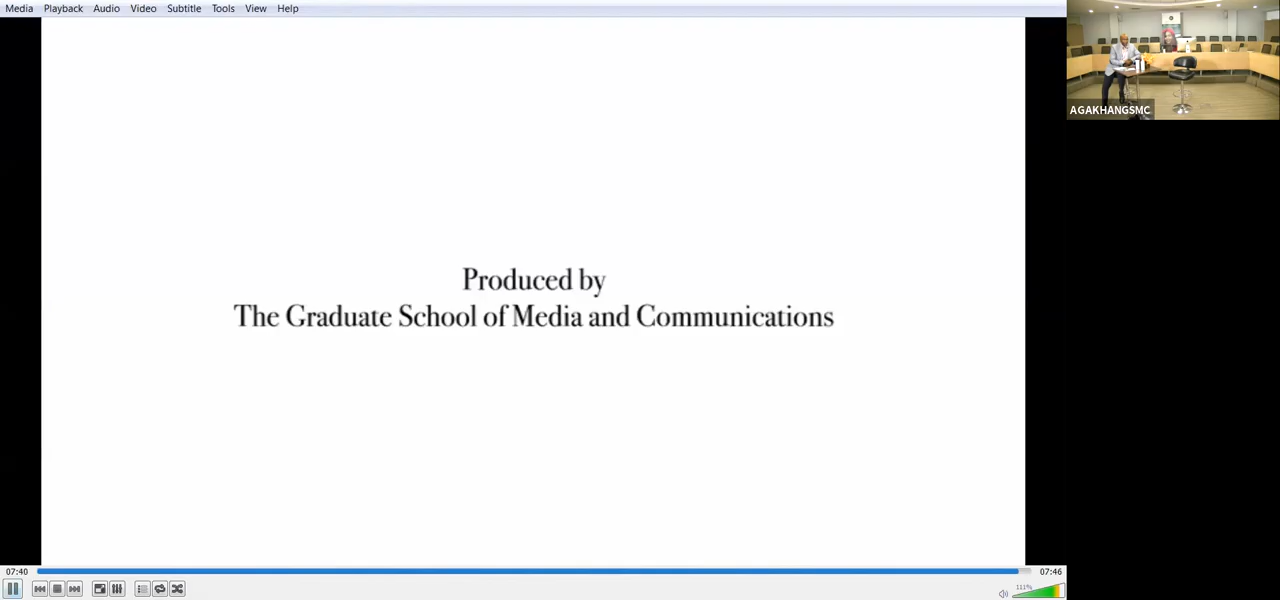 Media Playback Audio Video Subtitle Tools View Help
AGAKHANGSMC
Produced by
The Graduate School of Media and Communications
07:40 07:46
111%